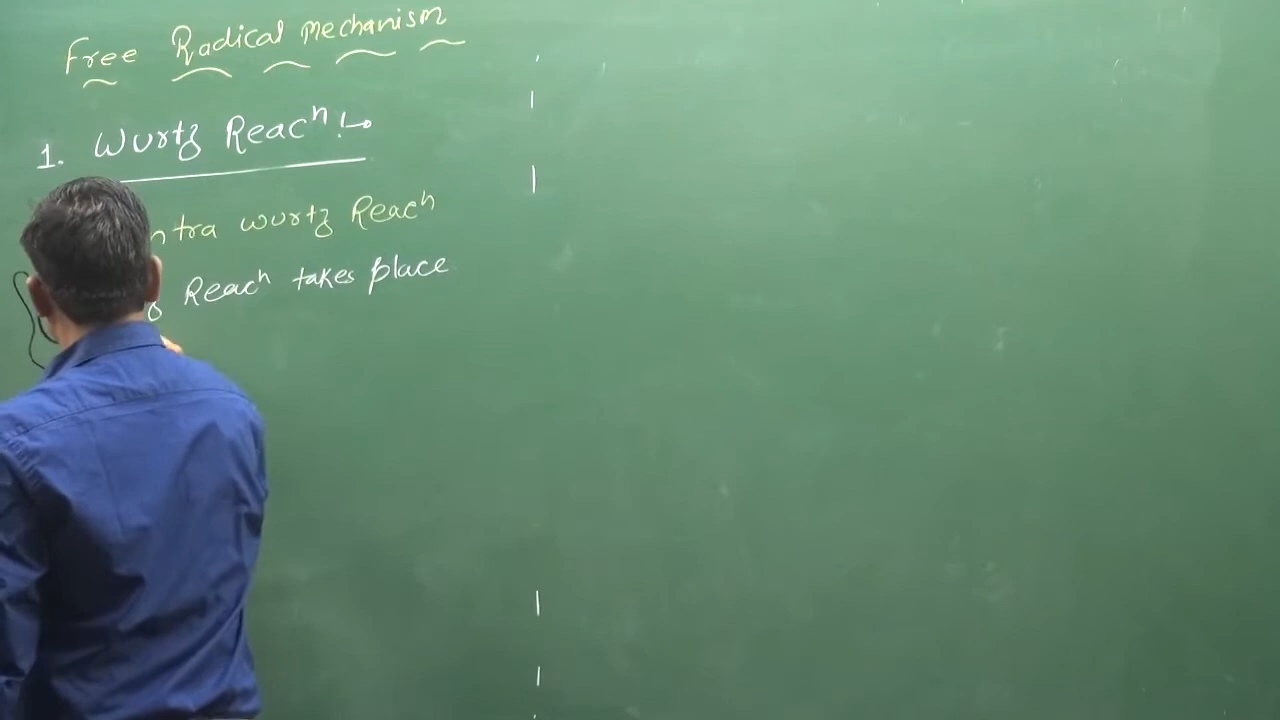 Free Radical Mechanism
1. Wurtz Reacⁿ :↦
ntra wurtz Reacⁿ
g Reacⁿ takes place